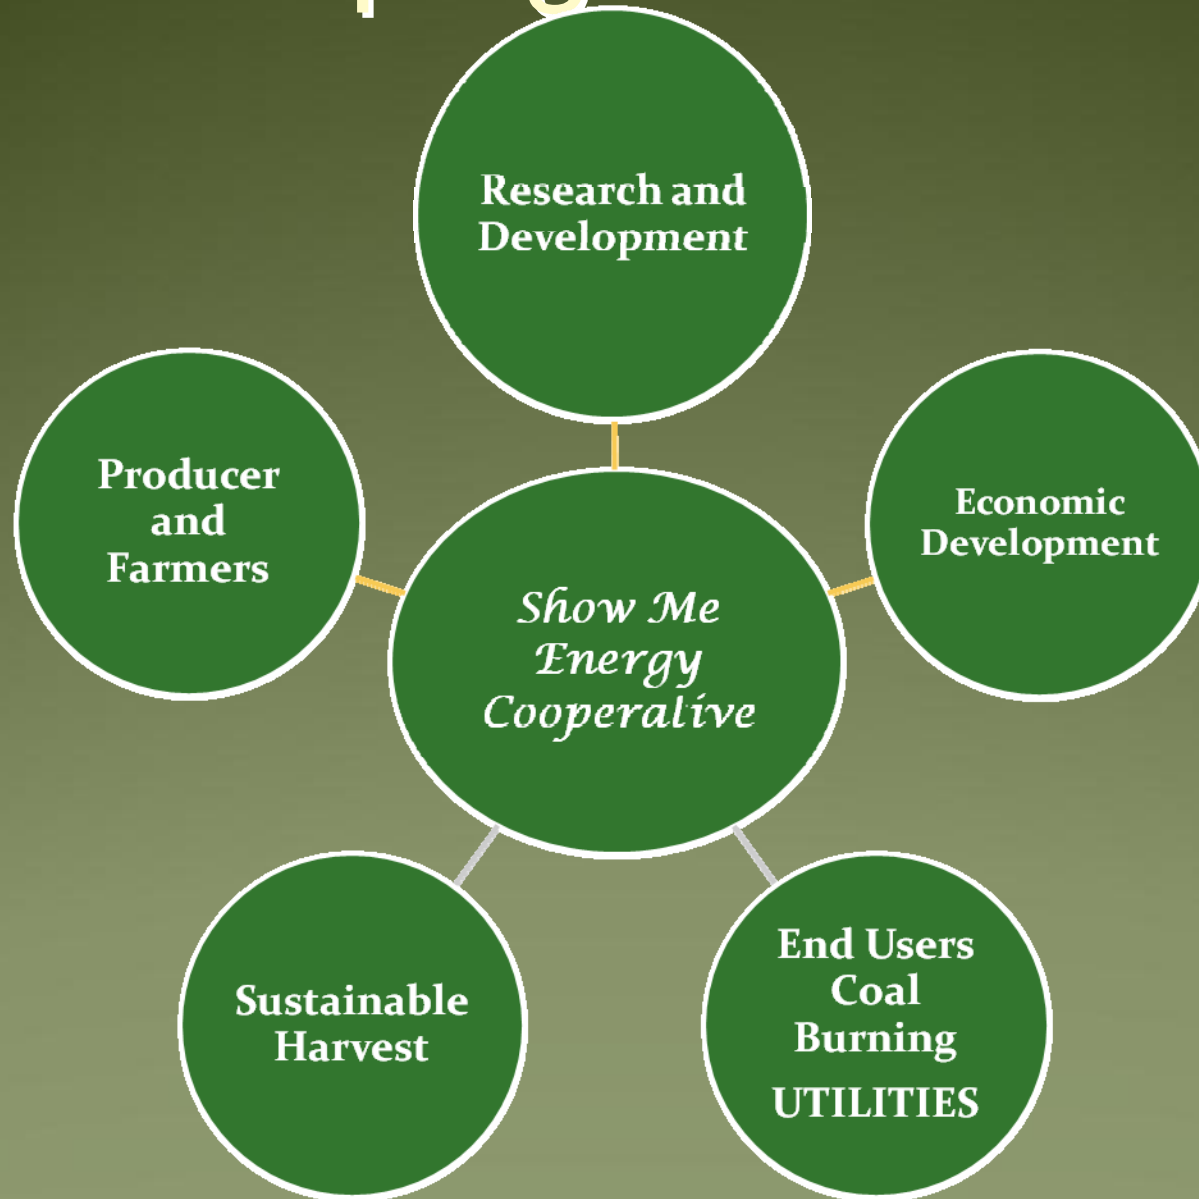 Research and
Development
Producer
and
Farmers
Economic
Development
Show Me
Energy
Cooperative
Sustainable
Harvest
End Users
Coal
Burning
UTILITIES